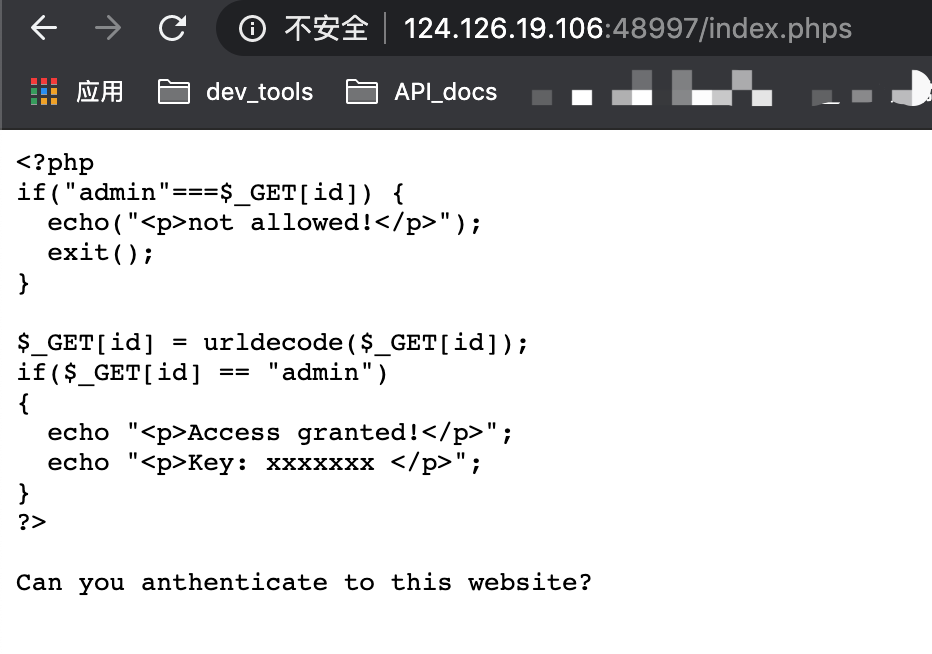 不安全 124.126.19.106:48997/index.phps
应用 dev_tools API_docs
<?php
if("admin"===$_GET[id]) {
  echo("<p>not allowed!</p>");
  exit();
}

$_GET[id] = urldecode($_GET[id]);
if($_GET[id] == "admin")
{
  echo "<p>Access granted!</p>";
  echo "<p>Key: xxxxxxx </p>";
}
?>

Can you anthenticate to this website?